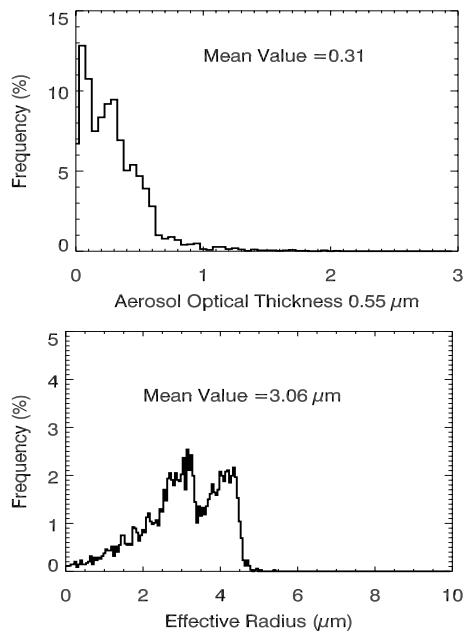 15
10
5
0
Frequency (%)
Mean Value =0.31
0 1 2 3
Aerosol Optical Thickness 0.55 μm
5
4
3
2
1
0
Frequency (%)
Mean Value =3.06 μm
0 2 4 6 8 10
Effective Radius (μm)